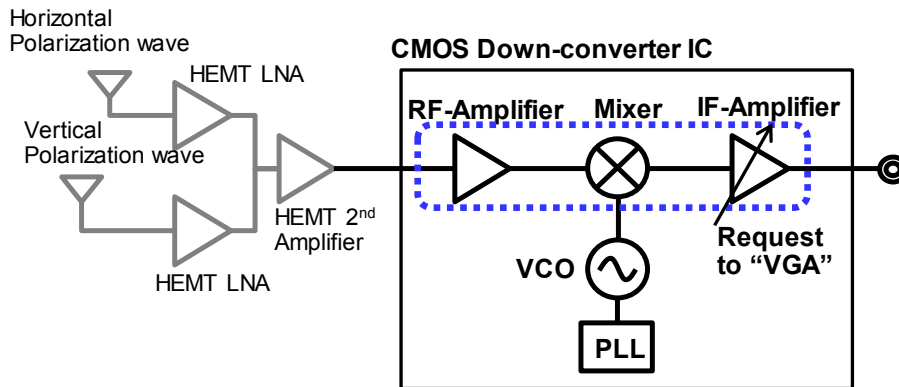 Horizontal
Polarization wave
HEMT LNA
Vertical
Polarization wave
HEMT LNA
HEMT 2nd
Amplifier
CMOS Down-converter IC
RF-Amplifier
Mixer
IF-Amplifier
Request
to “VGA”
VCO
PLL